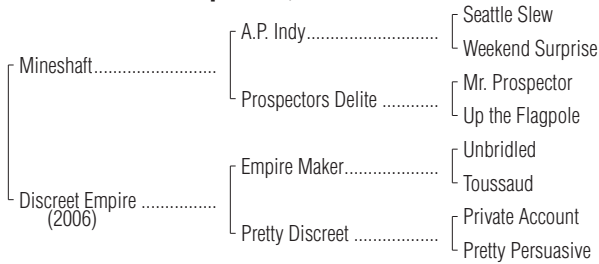 Seattle Slew
A.P. Indy..........................
Weekend Surprise
Mineshaft........................
Mr. Prospector
Prospectors Delite ...........
Up the Flagpole
Unbridled
Empire Maker..................
Toussaud
Discreet Empire ...............
(2006)
Private Account
Pretty Discreet ................
Pretty Persuasive